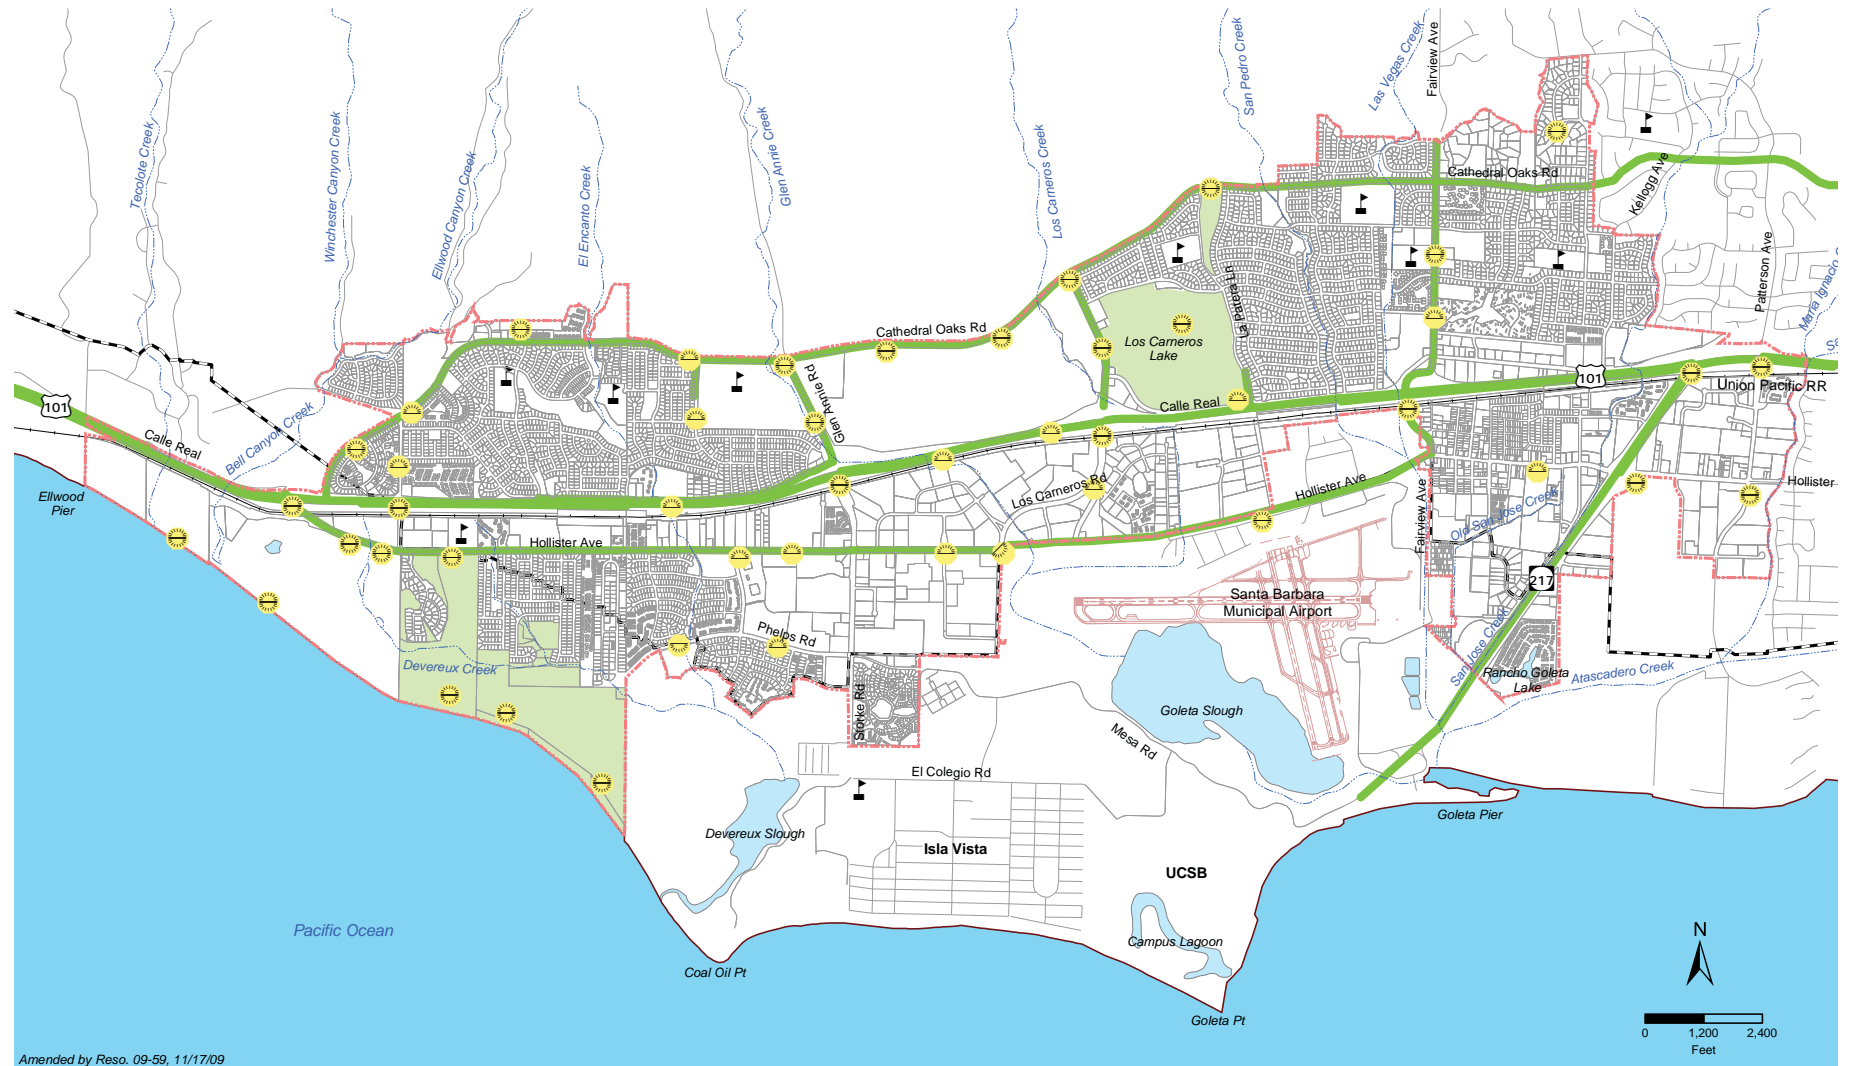 Tecolote Creek
Winchester Canyon Creek
Ellwood Canyon Creek
El Encanto Creek
Glen Annie Creek
Los Carneros Creek
San Pedro Creek
Las Vegas Creek
Fairview Ave
Cathedral Oaks Rd
Kellogg Ave
Patterson Ave
Maria Ignacio
Cathedral Oaks Rd
La Patera Ln
Los Carneros
Lake
Glen Annie Rd
101
Union Pacific RR
101
Calle Real
Calle Real
Bell Canyon Creek
Ellwood
Pier
Los Carneros Rd
Hollister Ave
Hollister
Fairview Ave
Old San Jose Creek
Hollister Ave
217
Santa Barbara
Municipal Airport
Phelps Rd
Devereux Creek
San Jose Creek
Rancho Goleta
Lake
Atascadero Creek
Storke Rd
Goleta Slough
Mesa Rd
El Colegio Rd
Goleta Pier
Devereux Slough
Isla Vista
UCSB
Pacific Ocean
Campus Lagoon
Coal Oil Pt
Goleta Pt
N
0 1,200 2,400
Feet
Amended by Reso. 09-59, 11/17/09